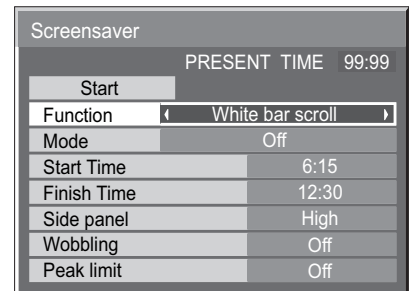 Screensaver
PRESENT TIME 99:99
Start
Function White bar scroll
Mode Off
Start Time 6:15
Finish Time 12:30
Side panel High
Wobbling Off
Peak limit Off